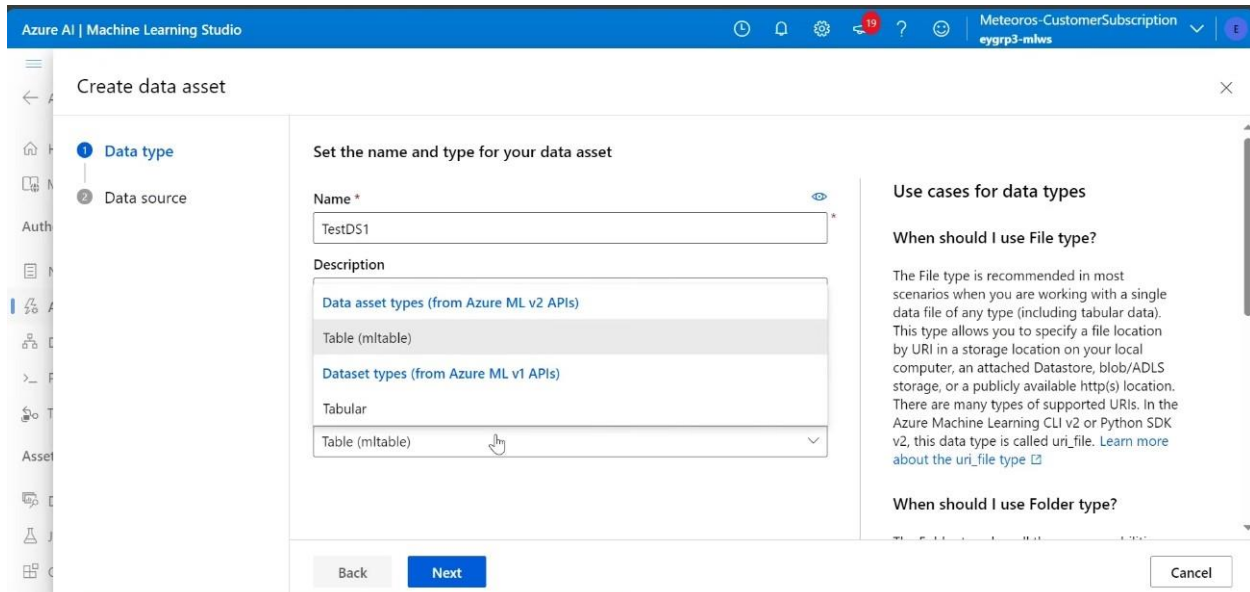 Azure AI | Machine Learning Studio
19
?
Meteoros-CustomerSubscription
eygrp3-mlws
E
Create data asset
1 Data type
2 Data source
Auth
Asset
Set the name and type for your data asset
Name *
TestDS1
*
Description
Data asset types (from Azure ML v2 APIs)
Table (mltable)
Dataset types (from Azure ML v1 APIs)
Tabular
Table (mltable)
Use cases for data types
When should I use File type?
The File type is recommended in most
scenarios when you are working with a single
data file of any type (including tabular data).
This type allows you to specify a file location
by URI in a storage location on your local
computer, an attached Datastore, blob/ADLS
storage, or a publicly available http(s) location.
There are many types of supported URIs. In the
Azure Machine Learning CLI v2 or Python SDK
v2, this data type is called uri_file. Learn more
about the uri_file type
When should I use Folder type?
Back
Next
Cancel